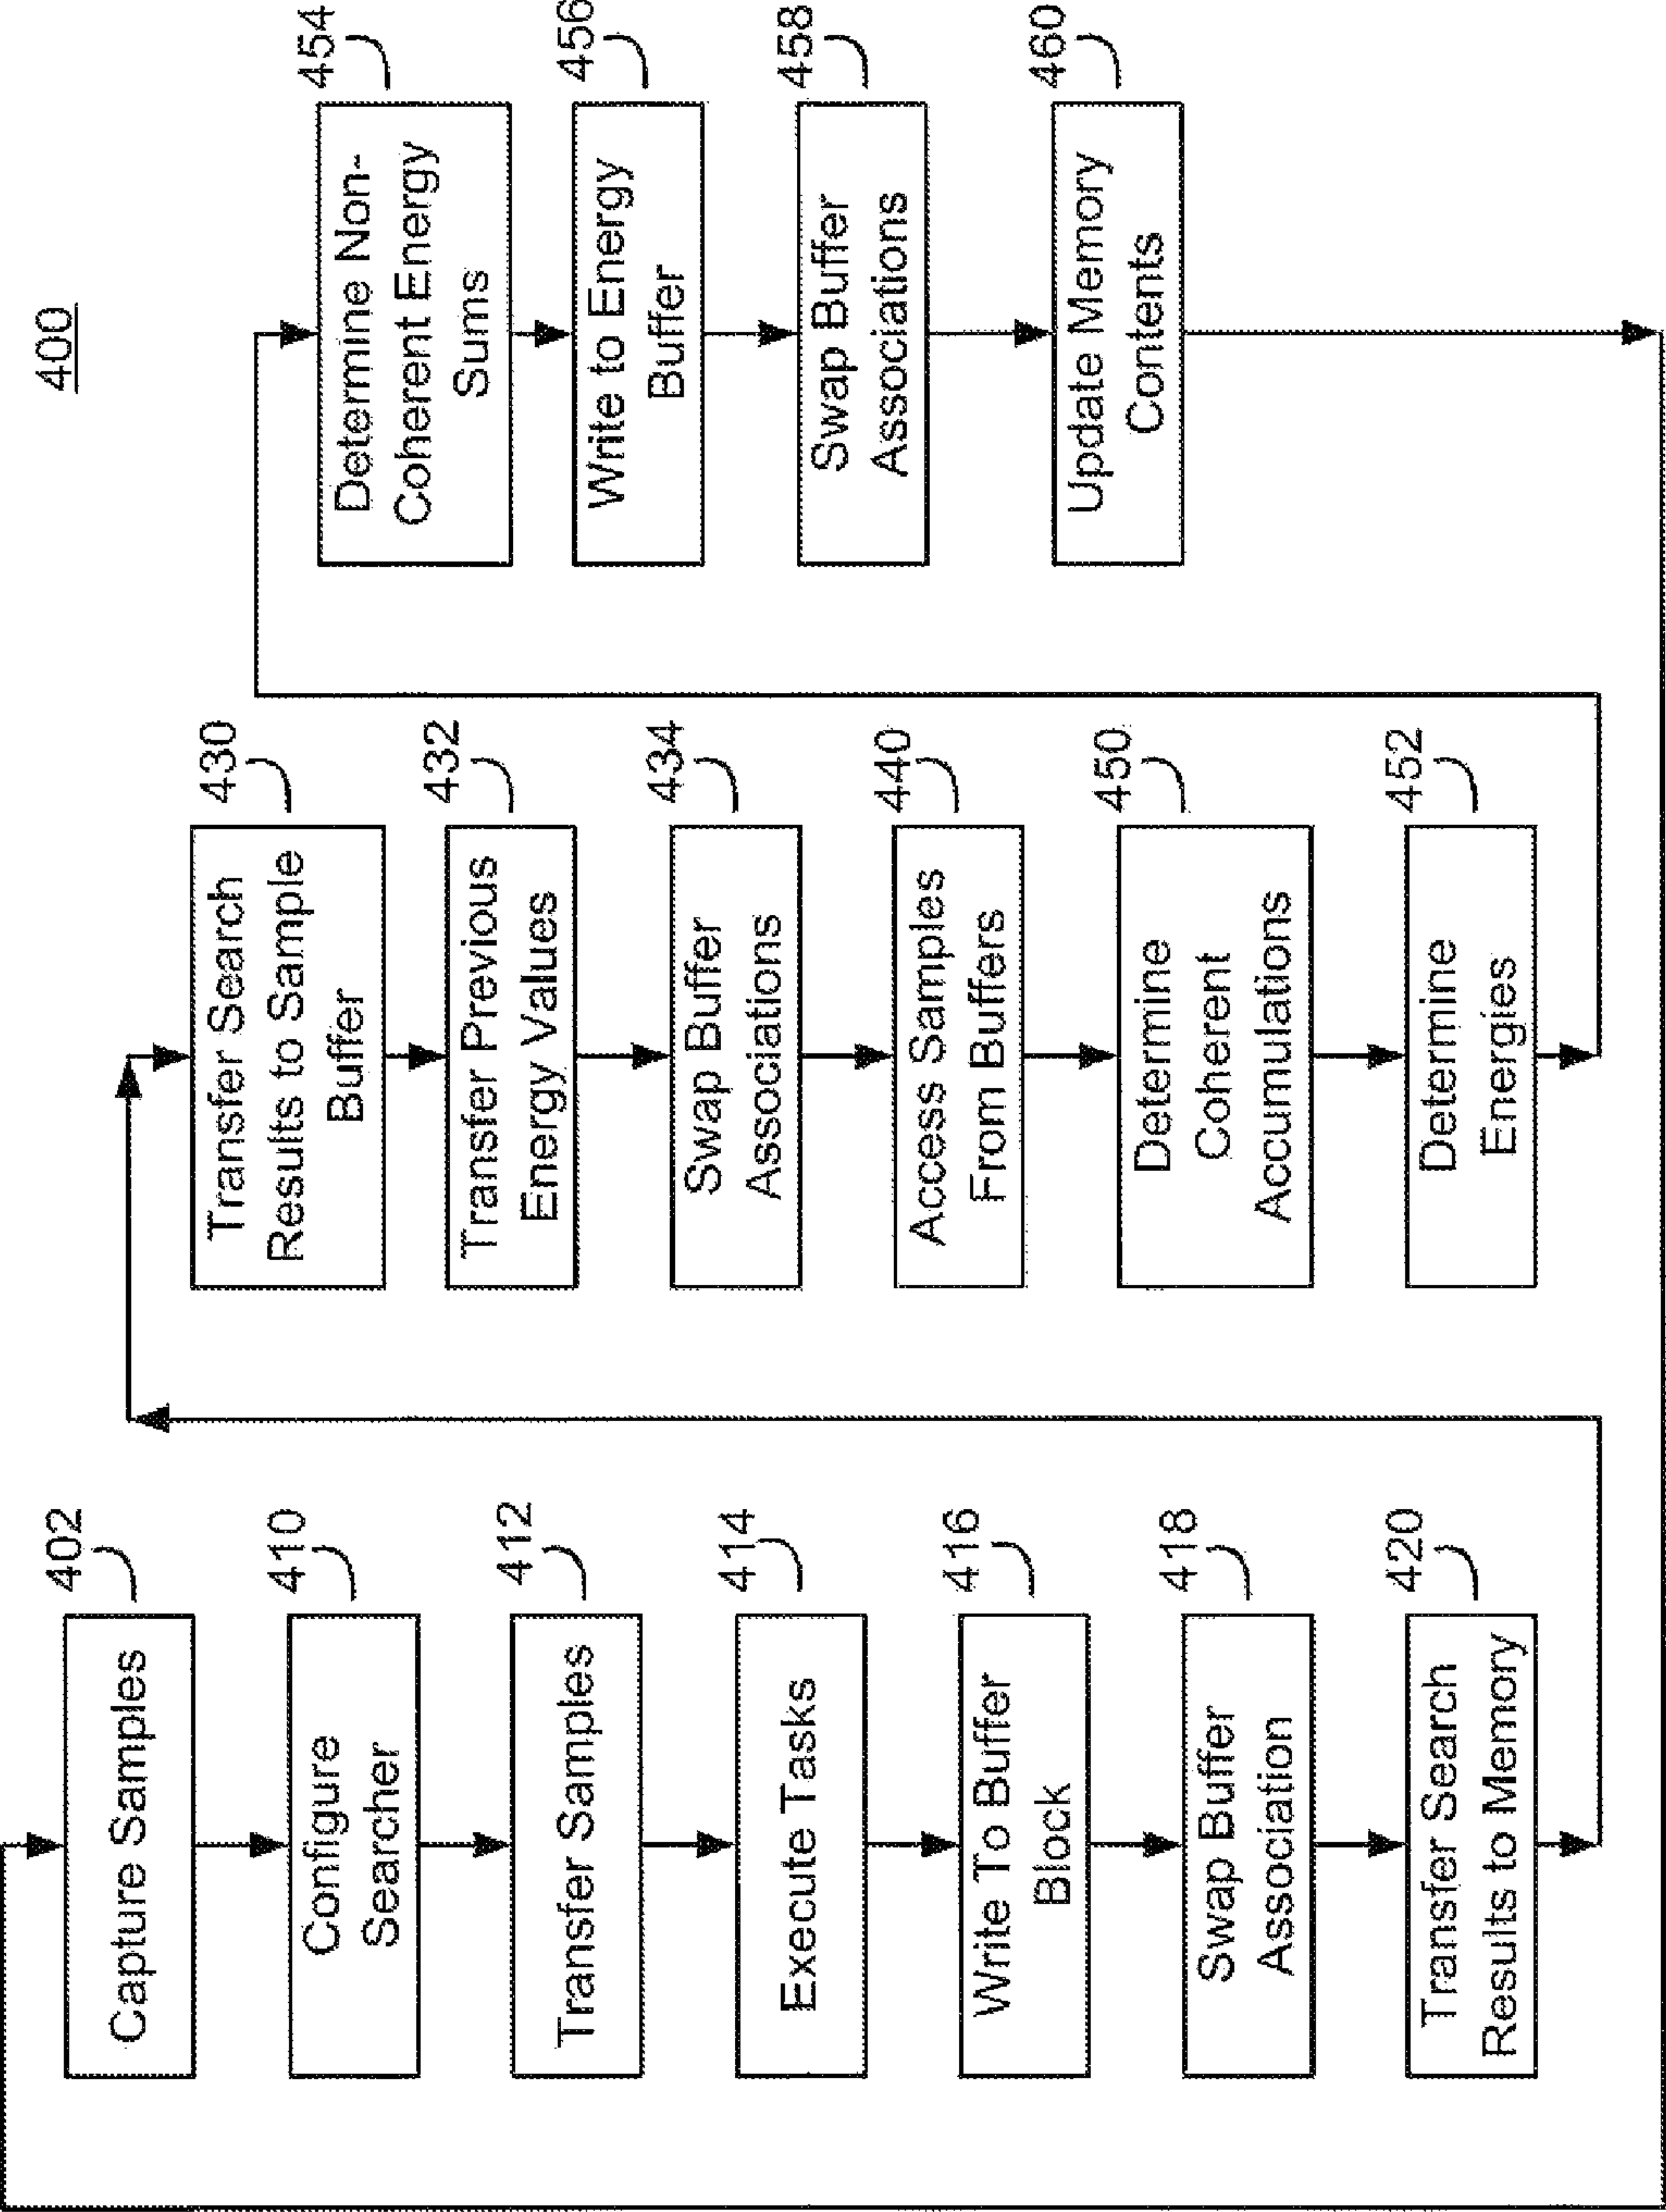 400
402
Capture Samples
410
Configure
Searcher
412
Transfer Samples
414
Execute Tasks
416
Write To Buffer
Block
418
Swap Buffer
Association
420
Transfer Search
Results to Memory
430
Transfer Search
Results to Sample
Buffer
432
Transfer Previous
Energy Values
434
Swap Buffer
Associations
440
Access Samples
From Buffers
450
Determine
Coherent
Accumulations
452
Determine
Energies
454
Determine Non-
Coherent Energy
Sums
456
Write to Energy
Buffer
458
Swap Buffer
Associations
460
Update Memory
Contents